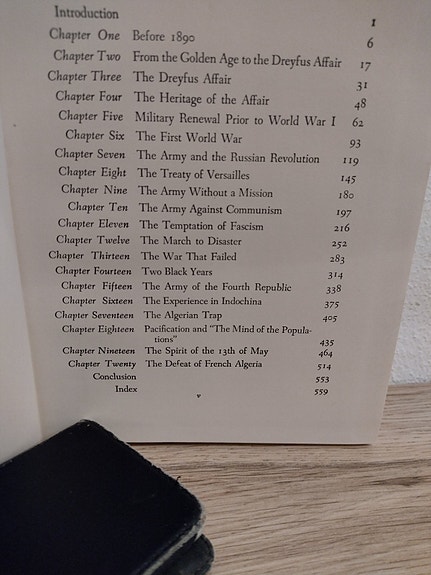 Introduction 1
Chapter One Before 1890 6
Chapter Two From the Golden Age to the Dreyfus Affair 17
Chapter Three The Dreyfus Affair 31
Chapter Four The Heritage of the Affair 48
Chapter Five Military Renewal Prior to World War I 62
Chapter Six The First World War 93
Chapter Seven The Army and the Russian Revolution 119
Chapter Eight The Treaty of Versailles 145
Chapter Nine The Army Without a Mission 180
Chapter Ten The Army Against Communism 197
Chapter Eleven The Temptation of Fascism 216
Chapter Twelve The March to Disaster 252
Chapter Thirteen The War That Failed 283
Chapter Fourteen Two Black Years 314
Chapter Fifteen The Army of the Fourth Republic 338
Chapter Sixteen The Experience in Indochina 375
Chapter Seventeen The Algerian Trap 405
Chapter Eighteen Pacification and "The Mind of the Popula-
tions" 435
Chapter Nineteen The Spirit of the 13th of May 464
Chapter Twenty The Defeat of French Algeria 514
Conclusion 553
Index 559
v